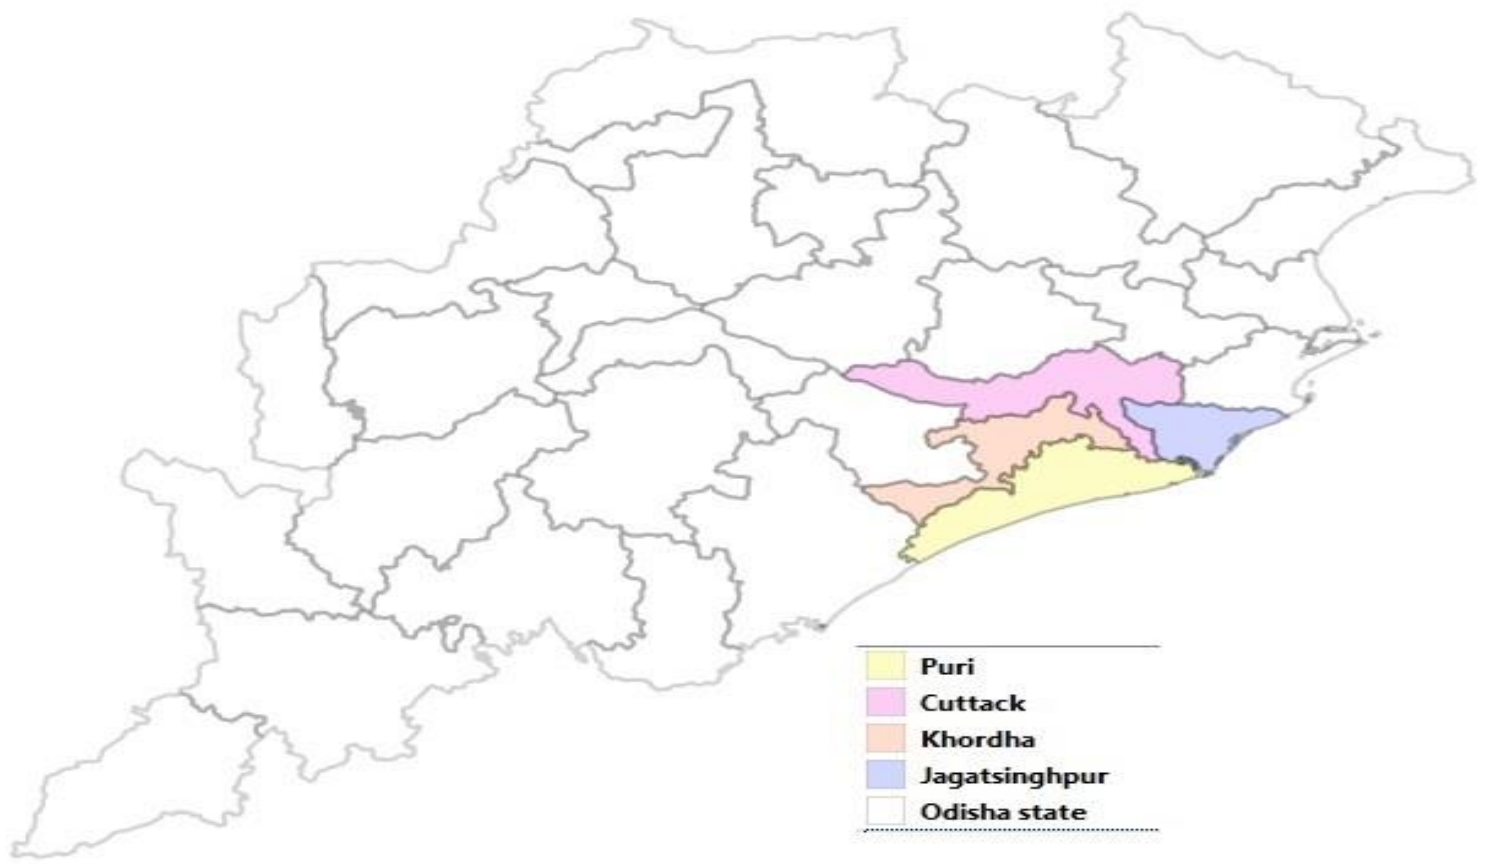 Puri
Cuttack
Khordha
Jagatsinghpur
Odisha state